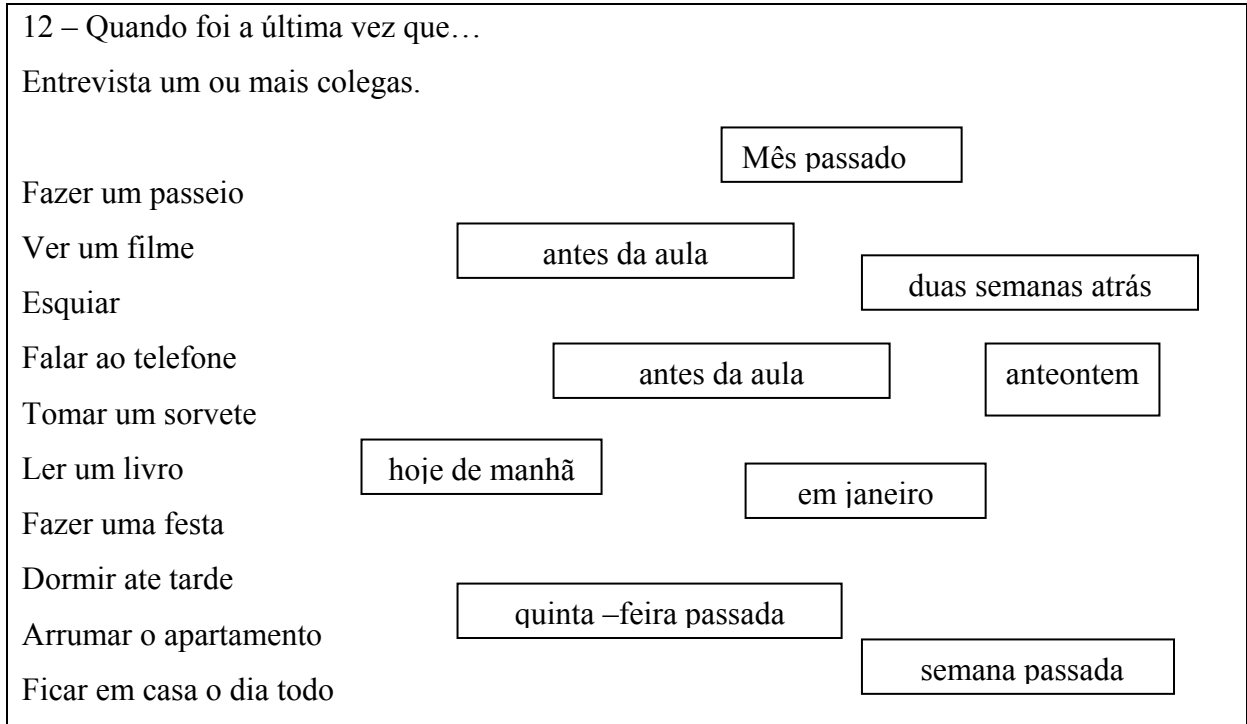 12 – Quando foi a última vez que…
Entrevista um ou mais colegas.
Mês passado
Fazer um passeio
Ver um filme
antes da aula
duas semanas atrás
Esquiar
Falar ao telefone
antes da aula
anteontem
Tomar um sorvete
Ler um livro
hoje de manhã
em janeiro
Fazer uma festa
Dormir ate tarde
quinta –feira passada
Arrumar o apartamento
semana passada
Ficar em casa o dia todo